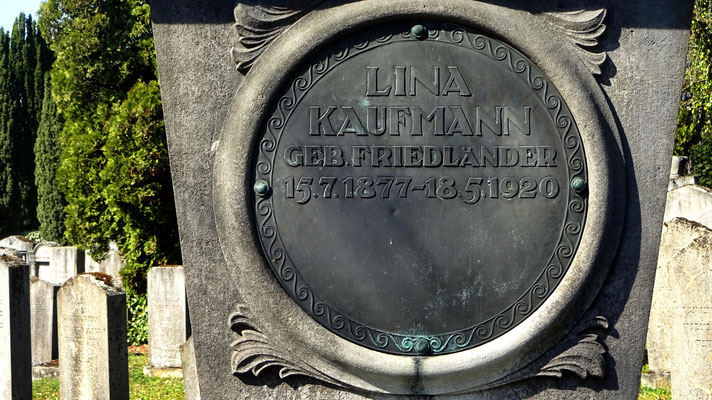 LINA
KAUFMANN
GEB. FRIEDLÄNDER
15.7.1877-18.5.1920